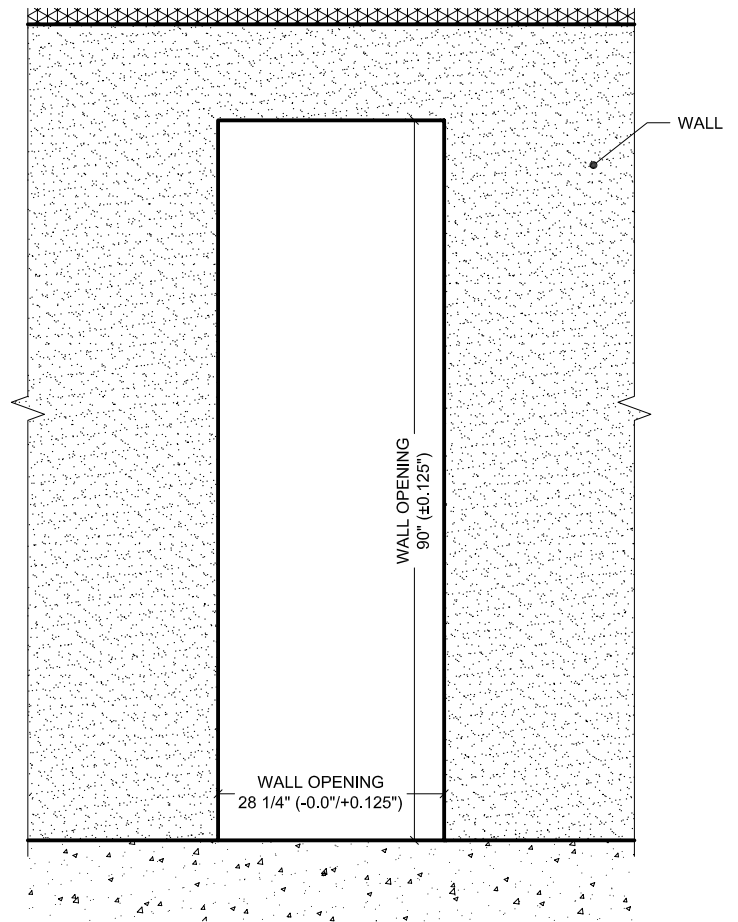 WALL
WALL OPENING
90" (±0.125")
WALL OPENING
28 1/4" (-0.0"/+0.125")